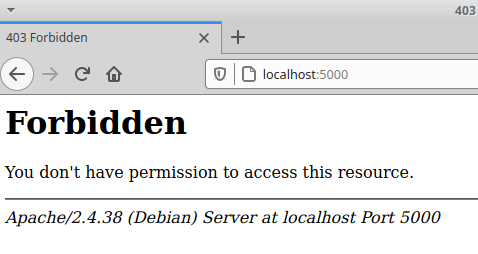 403
403 Forbidden
localhost:5000
Forbidden
You don't have permission to access this resource.
Apache/2.4.38 (Debian) Server at localhost Port 5000